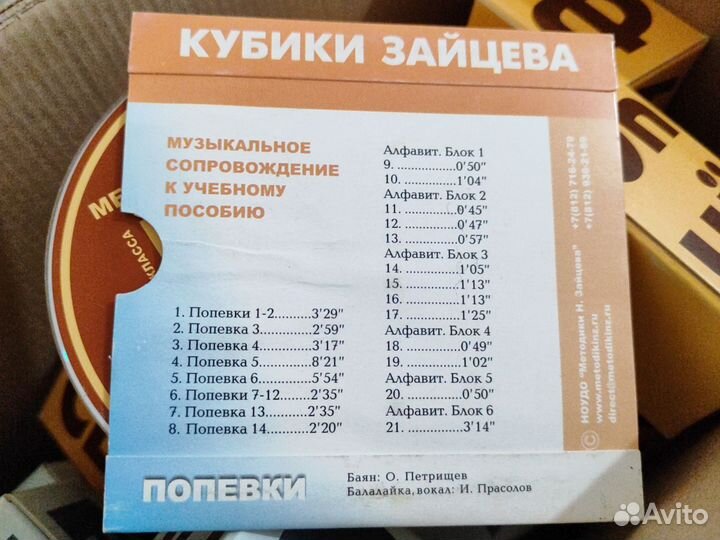 КУБИКИ ЗАЙЦЕВА
МУЗЫКАЛЬНОЕ
СОПРОВОЖДЕНИЕ
К УЧЕБНОМУ
ПОСОБИЮ
1. Попевки 1-2..........3'29"
2. Попевка 3..............2'59"
3. Попевка 4..............3'17"
4. Попевка 5..............8'21"
5. Попевка 6..............5'54"
6. Попевки 7-12........2'35"
7. Попевка 13............2'35"
8. Попевка 14............2'20"
Алфавит. Блок 1
9. ................0'50"
10. ................1'04"
Алфавит. Блок 2
11. ................0'45"
12. ................0'47"
13. ................0'57"
Алфавит. Блок 3
14. ................1'05"
15. ................1'13"
16. ................1'13"
17. ................1'25"
Алфавит. Блок 4
18. ................0'49"
19. ................1'02"
Алфавит. Блок 5
20. ................0'50"
Алфавит. Блок 6
21. ................3'14"
© НОУДО "Методики Н. Зайцева"
www.metodikinz.ru
direct@metodikinz.ru
ПОПЕВКИ
Баян: О. Петрищев
Балалайка, вокал: И. Прасолов
Avito